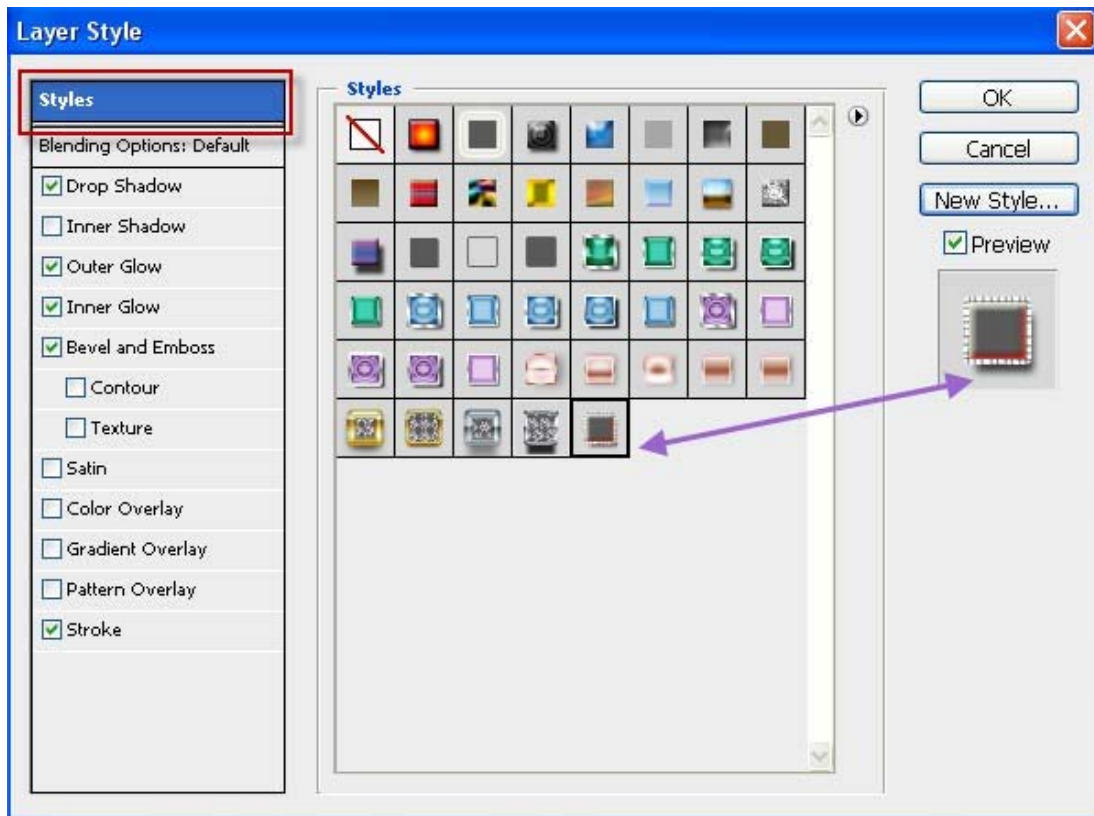 Layer Style
Styles
Blending Options: Default
Drop Shadow
Inner Shadow
Outer Glow
Inner Glow
Bevel and Emboss
Contour
Texture
Satin
Color Overlay
Gradient Overlay
Pattern Overlay
Stroke
Styles
OK
Cancel
New Style...
Preview